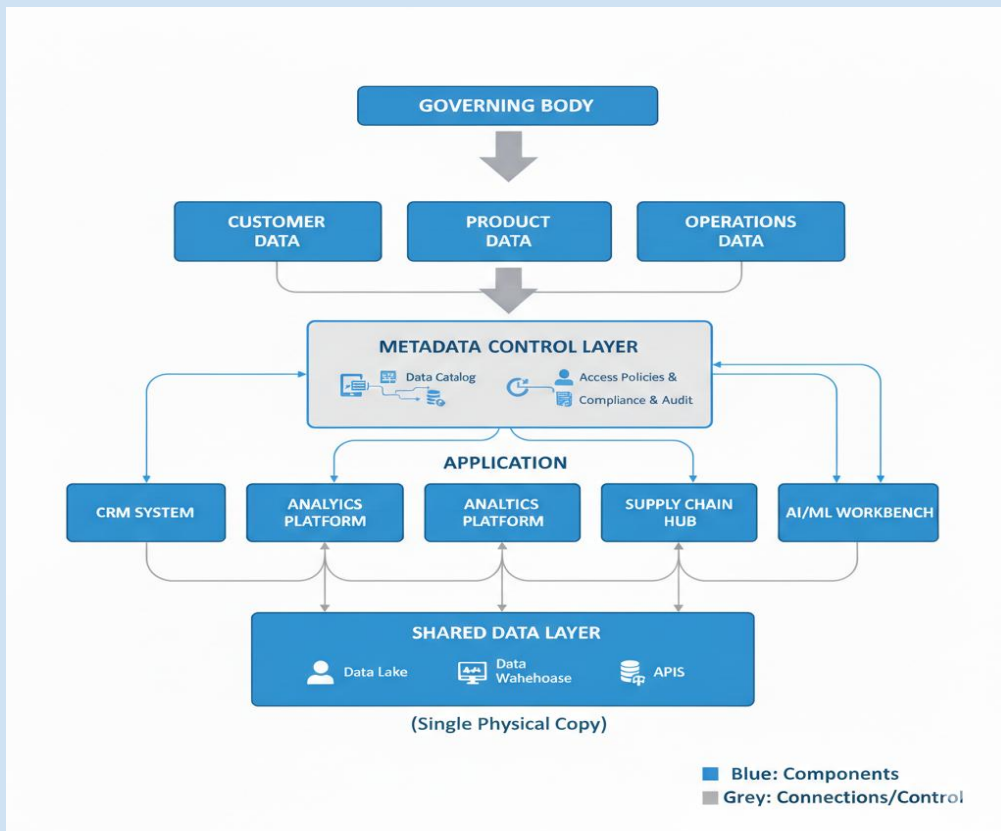 GOVERNING BODY
CUSTOMER
DATA
PRODUCT
DATA
OPERATIONS
DATA
METADATA CONTROL LAYER
Data Catalog
Access Policies &
Compliance & Audit
APPLICATION
CRM SYSTEM
ANALYICS
PLATFORM
ANALTICS
PLATFORM
SUPPLY CHAIN
HUB
AI/ML WORKBENCH
SHARED DATA LAYER
Data Lake
Data
Wahehoase
APIS
(Single Physical Copy)
Blue: Components
Grey: Connections/Control